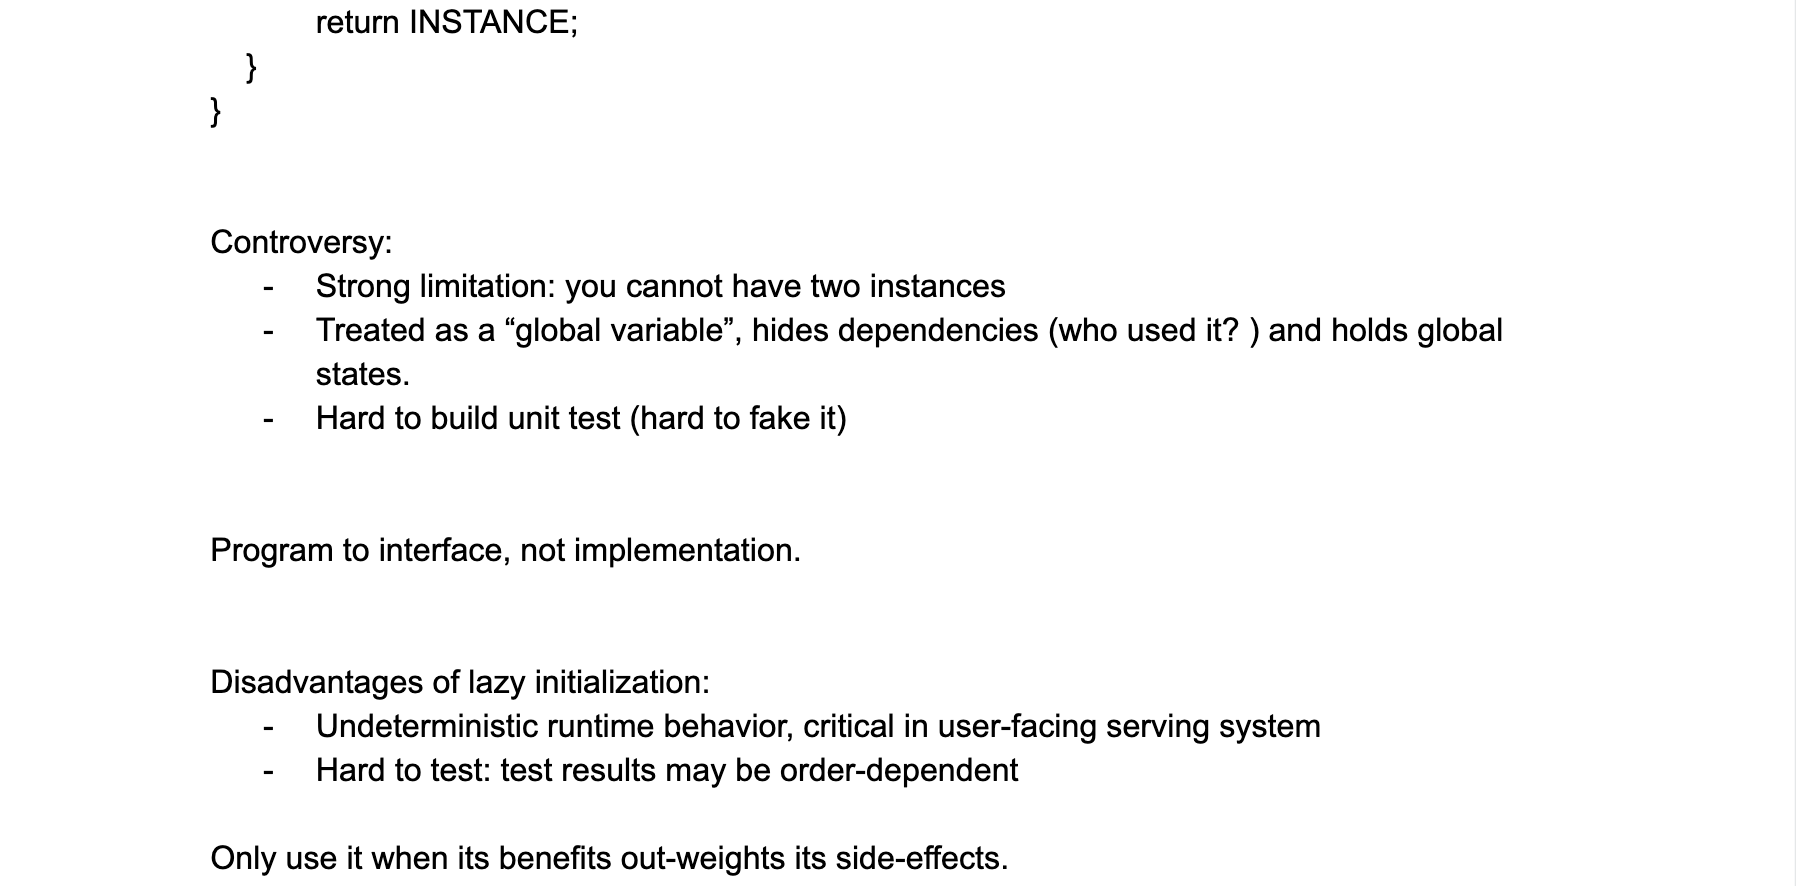 return INSTANCE;
}
}
Controversy:
- Strong limitation: you cannot have two instances
- Treated as a “global variable”, hides dependencies (who used it? ) and holds global
states.
- Hard to build unit test (hard to fake it)
Program to interface, not implementation.
Disadvantages of lazy initialization:
- Undeterministic runtime behavior, critical in user-facing serving system
- Hard to test: test results may be order-dependent
Only use it when its benefits out-weights its side-effects.